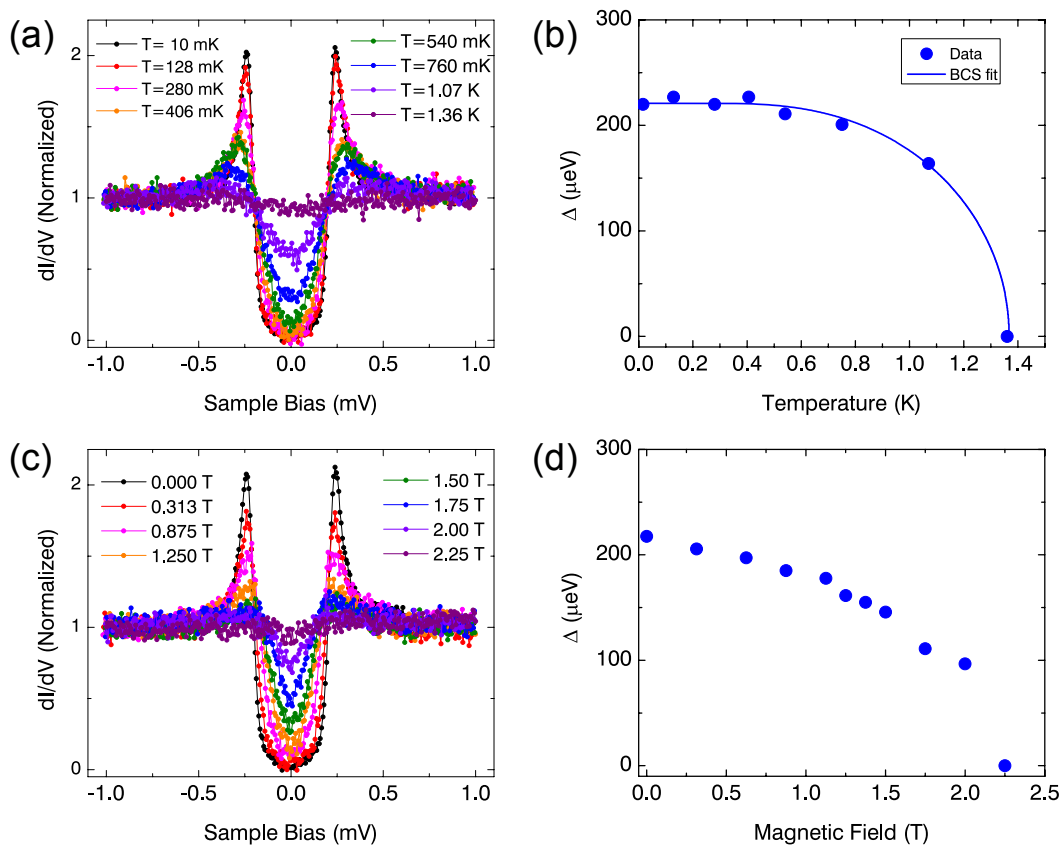 (a)
T= 10 mK
T=128 mK
T=280 mK
T=406 mK
T=540 mK
T=760 mK
T=1.07 K
T=1.36 K
dI/dV (Normalized)
2
1
0
-1.0
-0.5
0.0
0.5
1.0
Sample Bias (mV)
(b)
Data
BCS fit
Δ (µeV)
300
200
100
0
0.0
0.2
0.4
0.6
0.8
1.0
1.2
1.4
Temperature (K)
(c)
0.000 T
0.313 T
0.875 T
1.250 T
1.50 T
1.75 T
2.00 T
2.25 T
dI/dV (Normalized)
2
1
0
-1.0
-0.5
0.0
0.5
1.0
Sample Bias (mV)
(d)
Δ (µeV)
300
200
100
0
0.0
0.5
1.0
1.5
2.0
2.5
Magnetic Field (T)